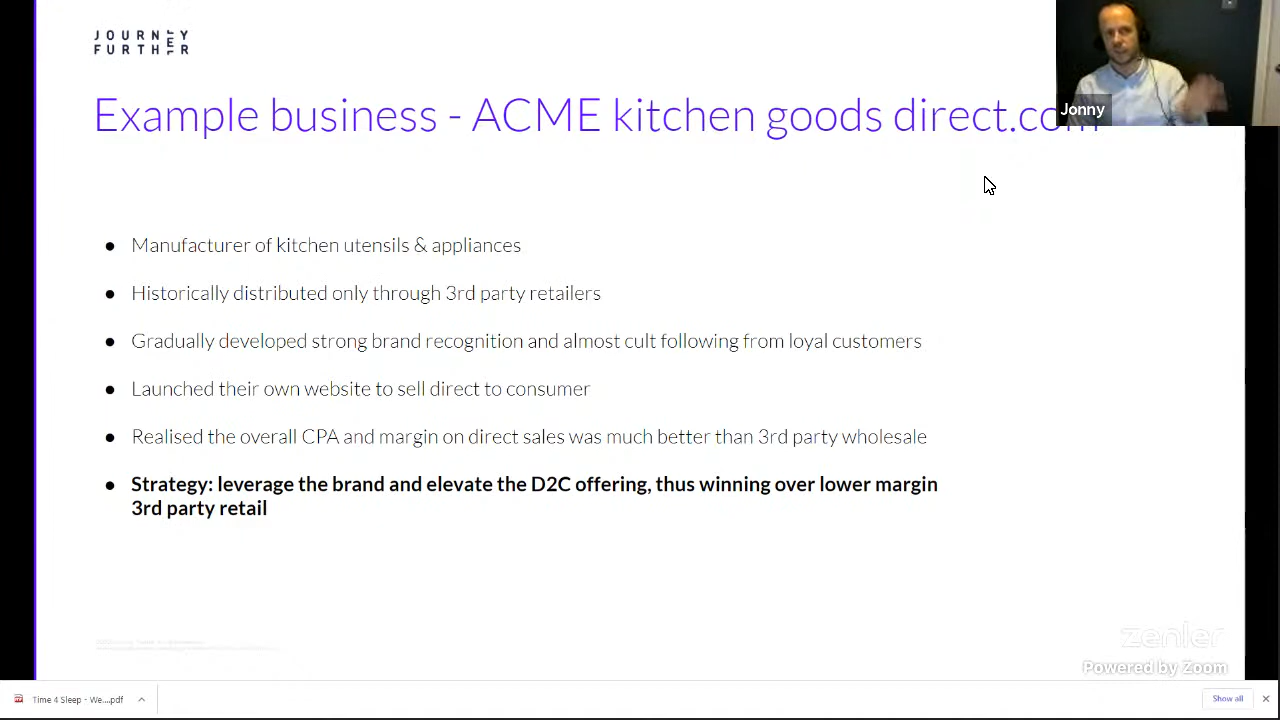 JOURNEY
FURTHER
Example business - ACME kitchen goods direct.com
Jonny
● Manufacturer of kitchen utensils & appliances
● Historically distributed only through 3rd party retailers
● Gradually developed strong brand recognition and almost cult following from loyal customers
● Launched their own website to sell direct to consumer
● Realised the overall CPA and margin on direct sales was much better than 3rd party wholesale
● Strategy: leverage the brand and elevate the D2C offering, thus winning over lower margin
3rd party retail
zenler
Powered by Zoom
Time 4 Sleep - We....pdf
Show all